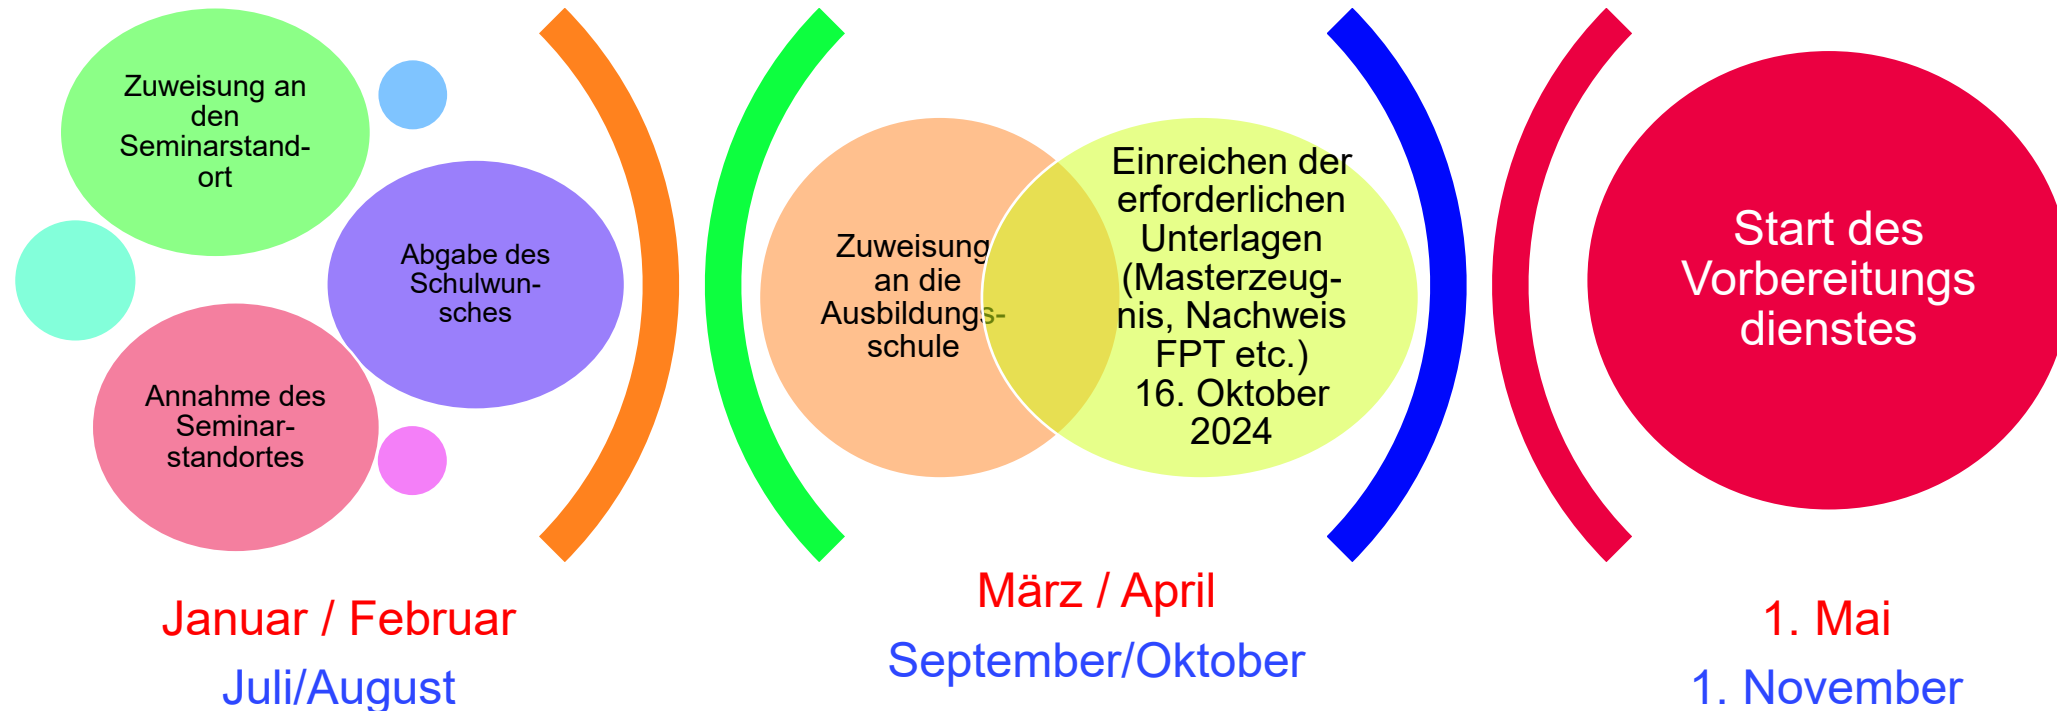 Zuweisung an
den
Seminarstand-
ort
Abgabe des
Schulwun-
sches
Annahme des
Seminar-
standortes
Januar / Februar
Juli/August
Zuweisung
an die
Ausbildungs-
schule
Einreichen der
erforderlichen
Unterlagen
(Masterzeug-
nis, Nachweis
FPT etc.)
16. Oktober
2024
März / April
September/Oktober
Start des
Vorbereitungs
dienstes
1. Mai
1. November